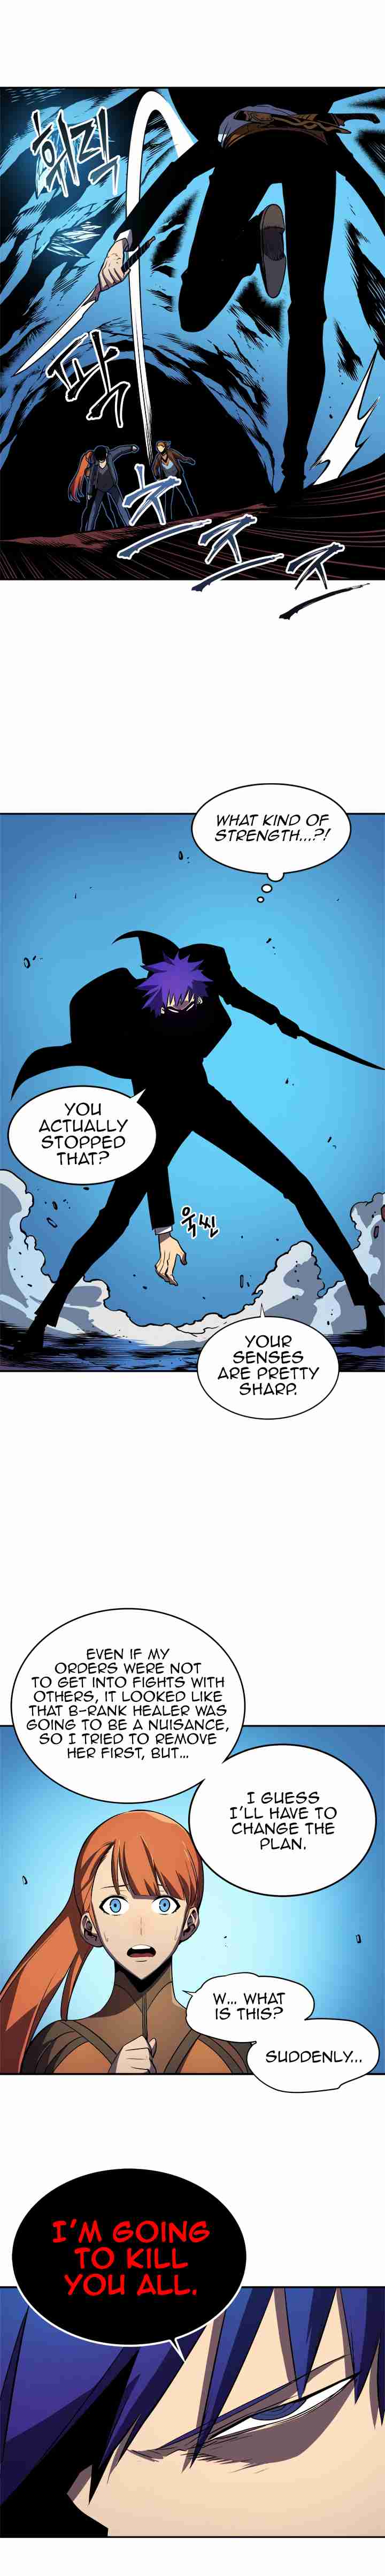 휘릭
팍
츠
즈
즈
WHAT KIND OF
STRENGTH...?!
YOU
ACTUALLY
STOPPED
THAT?
욱씬
YOUR
SENSES
ARE PRETTY
SHARP.
EVEN IF MY
ORDERS WERE NOT
TO GET INTO FIGHTS WITH
OTHERS, IT LOOKED LIKE
THAT B-RANK HEALER WAS
GOING TO BE A NUISANCE,
SO I TRIED TO REMOVE
HER FIRST, BUT...
I GUESS
I'LL HAVE TO
CHANGE THE
PLAN.
W... WHAT
IS THIS?
SUDDENLY...
I'M GOING
TO KILL
YOU ALL.